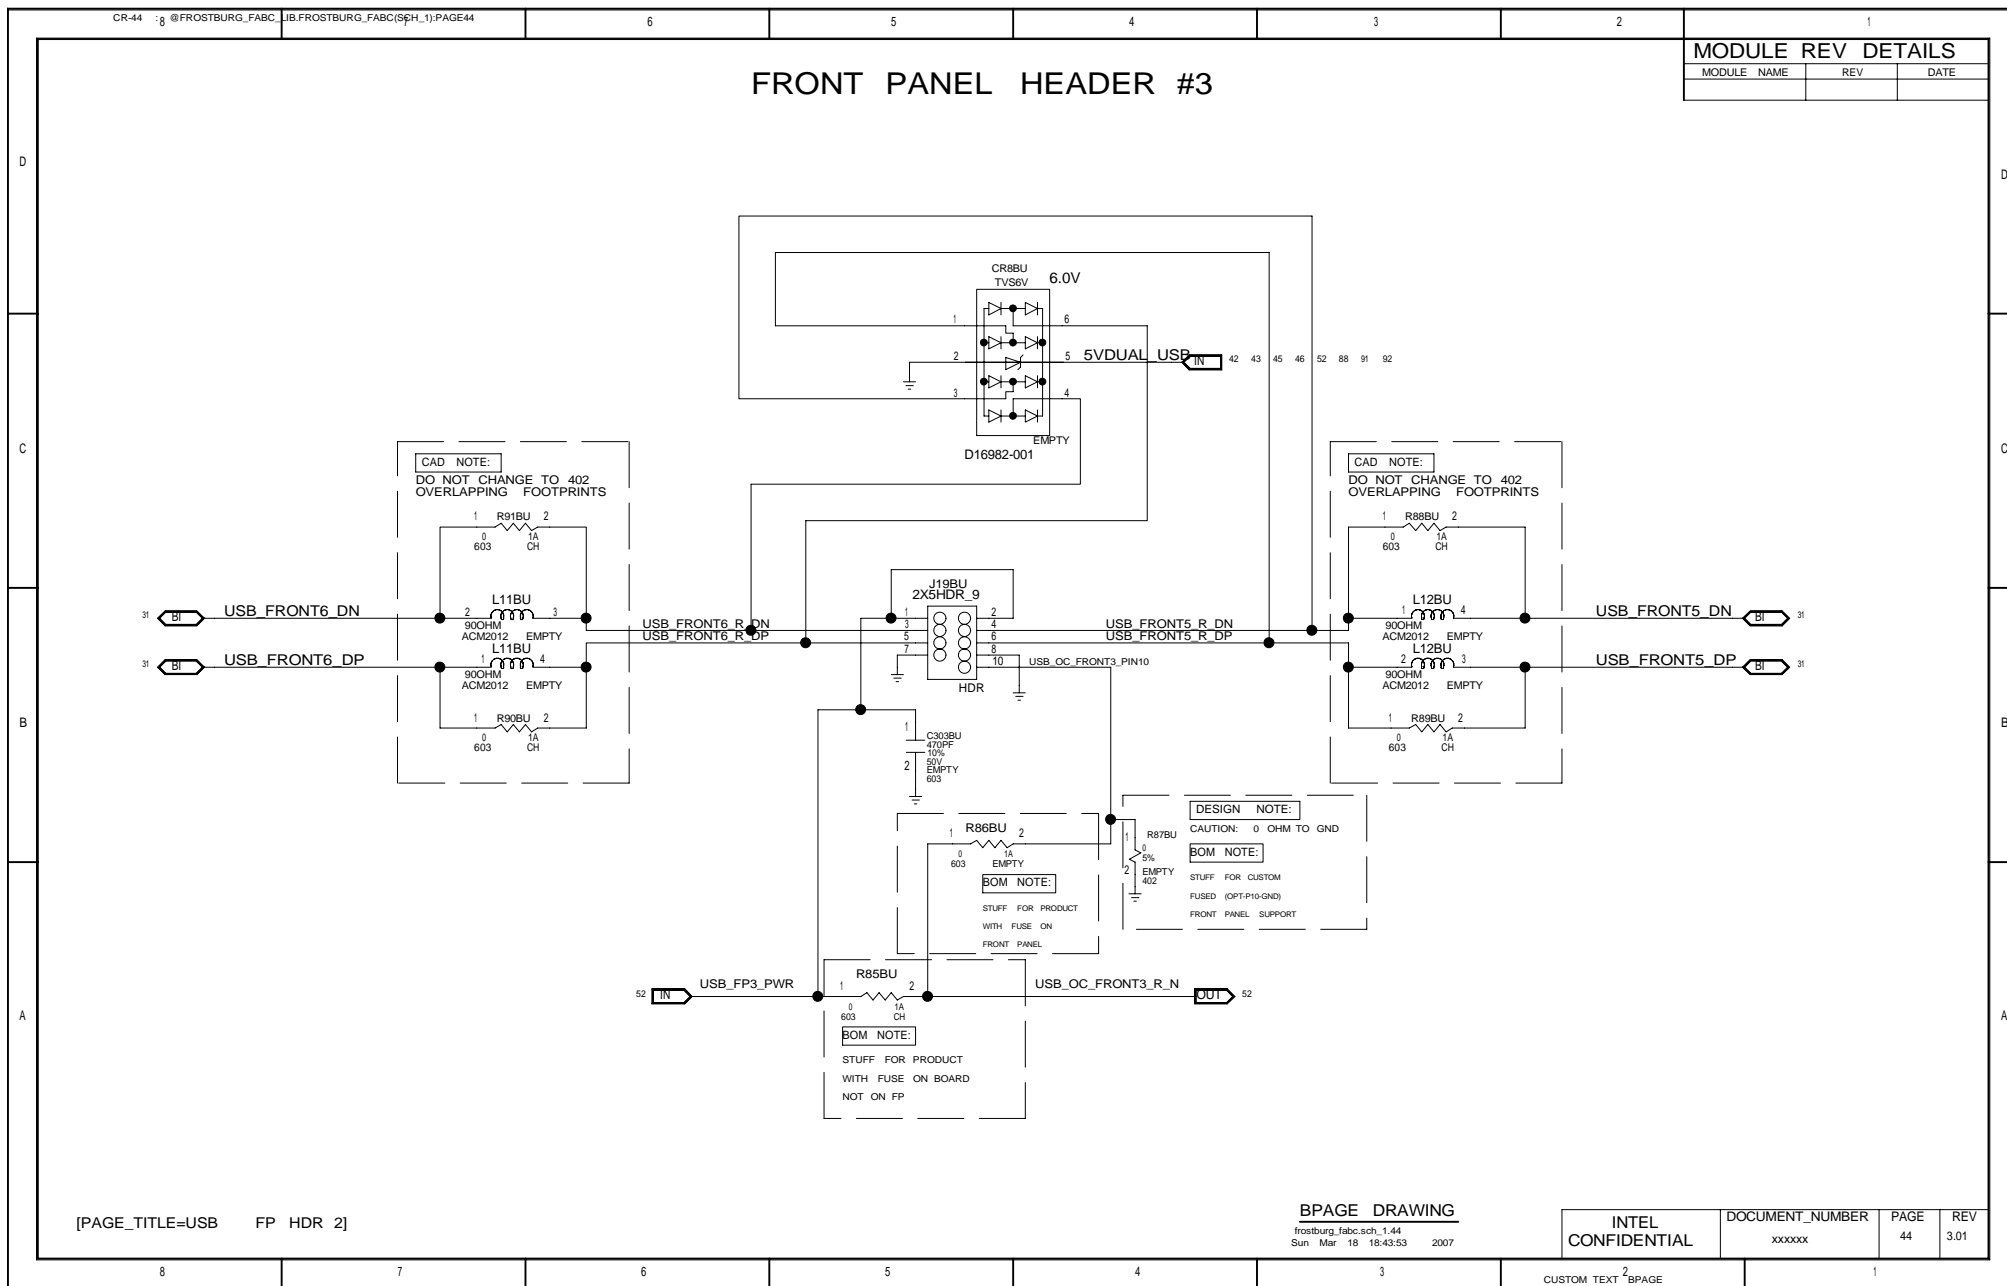 CR-44 : @FROSTBURG_FABC_LIB.FROSTBURG_FABC(SCH_1):PAGE44
8 7 6 5 4 3 2 1
MODULE REV DETAILS
MODULE NAME REV DATE
FRONT PANEL HEADER #3
D D
CR8BU
TVS6V
6.0V
1 6
2 5 5VDUAL_USB IN 42 43 45 46 52 88 91 92
3 4
EMPTY
D16982-001
C C
CAD NOTE:
DO NOT CHANGE TO 402
OVERLAPPING FOOTPRINTS
1 R91BU 2
0 1A
603 CH
31 BI USB_FRONT6_DN
L11BU
2 3
90OHM
ACM2012 EMPTY
31 BI USB_FRONT6_DP
L11BU
1 4
90OHM
ACM2012 EMPTY
1 R90BU 2
0 1A
603 CH
USB_FRONT6_R_DN
USB_FRONT6_R_DP
J19BU
2X5HDR_9
1 2
3 4
5 6
7 8
10
HDR
USB_FRONT5_R_DN
USB_FRONT5_R_DP
USB_OC_FRONT3_PIN10
CAD NOTE:
DO NOT CHANGE TO 402
OVERLAPPING FOOTPRINTS
1 R88BU 2
0 1A
603 CH
L12BU
1 4
90OHM
ACM2012 EMPTY
USB_FRONT5_DN BI 31
L12BU
2 3
90OHM
ACM2012 EMPTY
USB_FRONT5_DP BI 31
1 R89BU 2
0 1A
603 CH
B B
1
C303BU
470PF
10%
50V
2
EMPTY
603
1 R86BU 2
0 1A
603 EMPTY
BOM NOTE:
STUFF FOR PRODUCT
WITH FUSE ON
FRONT PANEL
1 R87BU
0
5%
2 EMPTY
402
DESIGN NOTE:
CAUTION: 0 OHM TO GND
BOM NOTE:
STUFF FOR CUSTOM
FUSED (OPT-P10-GND)
FRONT PANEL SUPPORT
52 IN USB_FP3_PWR
1 R85BU 2
0 1A
603 CH
USB_OC_FRONT3_R_N OUT 52
BOM NOTE:
STUFF FOR PRODUCT
WITH FUSE ON BOARD
NOT ON FP
A A
[PAGE_TITLE=USB FP HDR 2]
BPAGE DRAWING
frostburg_fabc.sch_1.44
Sun Mar 18 18:43:53 2007
INTEL
CONFIDENTIAL
DOCUMENT_NUMBER PAGE REV
xxxxxx 44 3.01
8 7 6 5 4 3 2 1
CUSTOM TEXT BPAGE